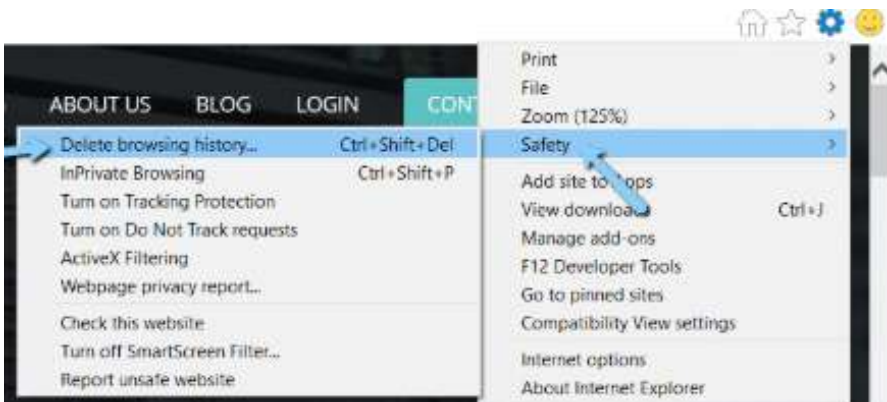 Print
File
ABOUT US BLOG LOGIN
Zoom (125%)
Delete browsing history... Ctrl+Shift+Del
InPrivate Browsing Ctrl+Shift+P
Turn on Tracking Protection
Turn on Do Not Track requests
ActiveX Filtering
Webpage privacy report...
Check this website
Turn off SmartScreen Filter...
Report unsafe website
Safety
Add site to
View downloads Ctrl+J
Manage add-ons
F12 Developer Tools
Go to pinned sites
Compatibility View settings
Internet options
About Internet Explorer